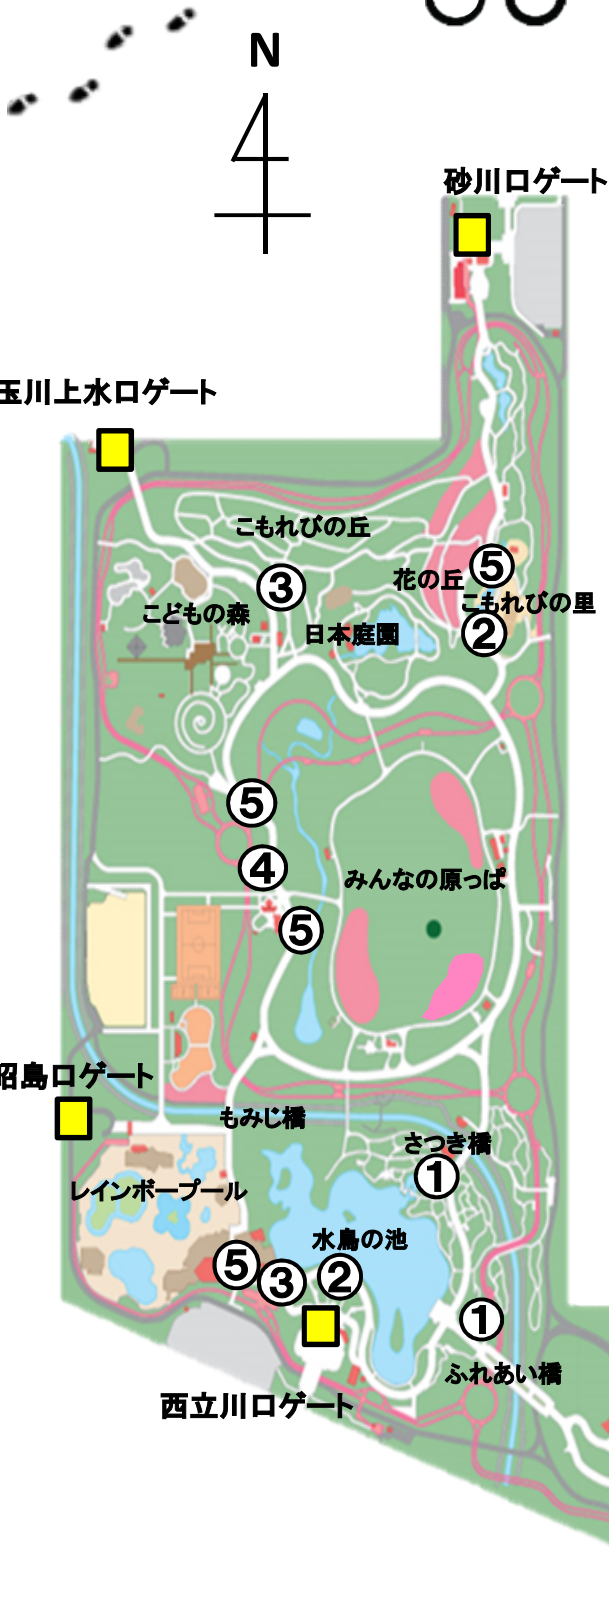 N
砂川口ゲート
玉川上水口ゲート
こもれびの丘
⑤
③
花の丘
こもれびの里
こどもの森
日本庭園
②
⑤
④
みんなの原っぱ
⑤
昭島口ゲート
もみじ橋
さつき橋
①
レインボープール
水鳥の池
⑤
③
②
①
ふれあい橋
西立川口ゲート